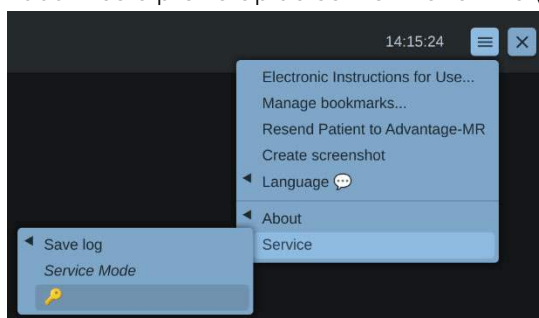 14:15:24
Electronic Instructions for Use...
Manage bookmarks...
Resend Patient to Advantage-MR
Create screenshot
Language
About
Service
Save log
Service Mode